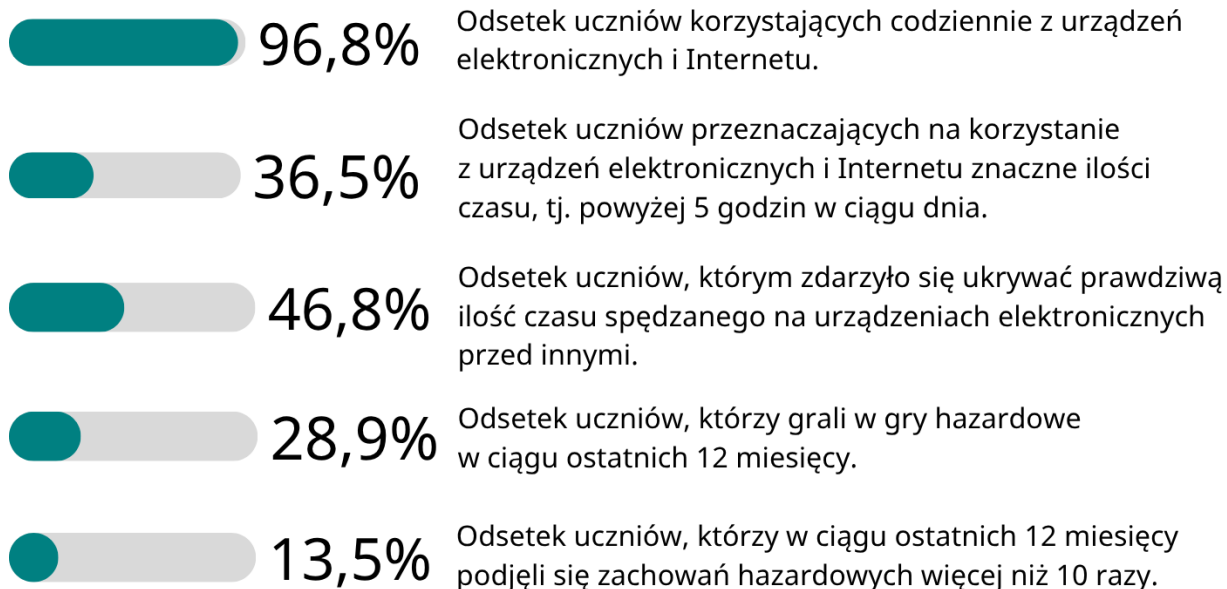 96,8%
Odsetek uczniów korzystających codziennie z urządzeń
elektronicznych i Internetu.
36,5%
Odsetek uczniów przeznaczających na korzystanie
z urządzeń elektronicznych i Internetu znaczne ilości
czasu, tj. powyżej 5 godzin w ciągu dnia.
46,8%
Odsetek uczniów, którym zdarzyło się ukrywać prawdziwą
ilość czasu spędzanego na urządzeniach elektronicznych
przed innymi.
28,9%
Odsetek uczniów, którzy grali w gry hazardowe
w ciągu ostatnich 12 miesięcy.
13,5%
Odsetek uczniów, którzy w ciągu ostatnich 12 miesięcy
podjęli się zachowań hazardowych więcej niż 10 razy.